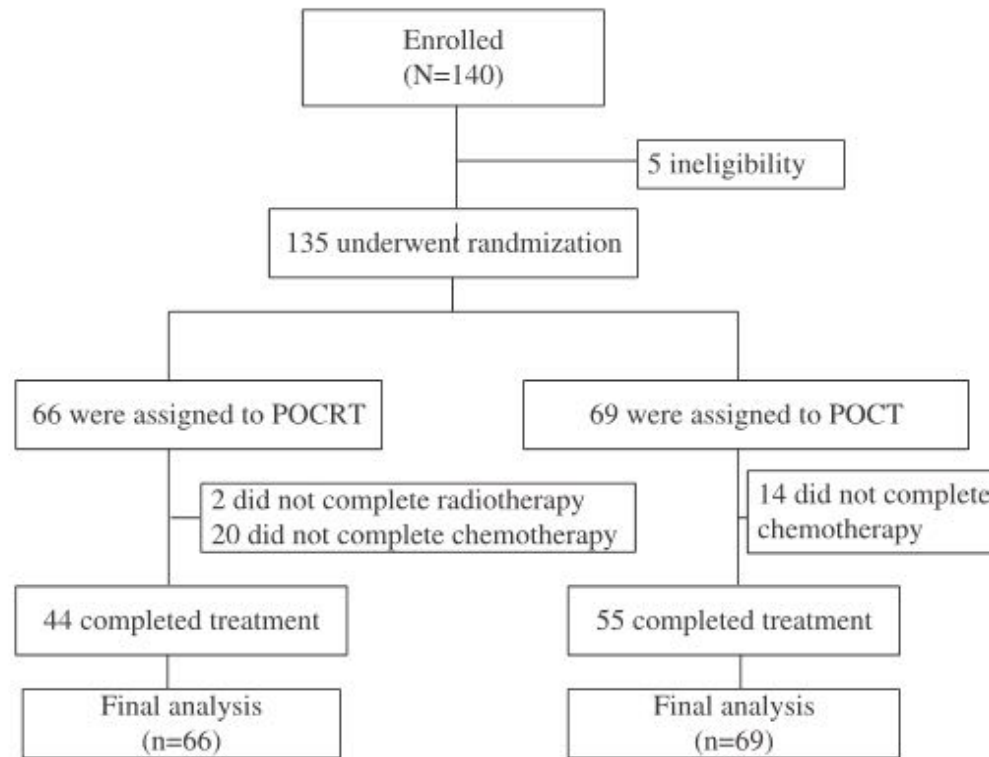 Enrolled
(N=140)
5 ineligibility
135 underwent randmization
66 were assigned to POCRT
69 were assigned to POCT
2 did not complete radiotherapy
20 did not complete chemotherapy
14 did not complete
chemotherapy
44 completed treatment
55 completed treatment
Final analysis
(n=66)
Final analysis
(n=69)